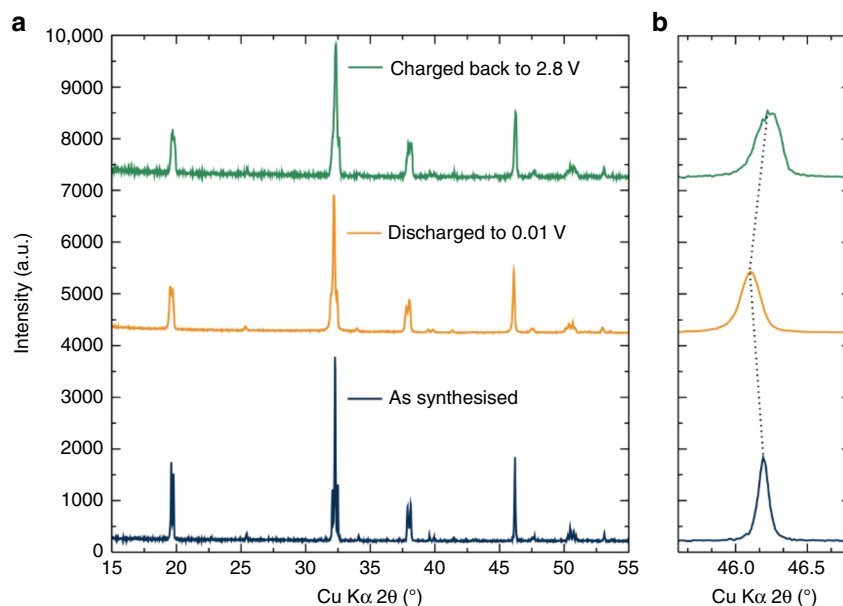 a
b
10,000
9000
8000
7000
6000
5000
4000
3000
2000
1000
0
Intensity (a.u.)
Charged back to 2.8 V
Discharged to 0.01 V
As synthesised
15 20 25 30 35 40 45 50 55
46.0 46.5
Cu Kα 2θ (°)
Cu Kα 2θ (°)